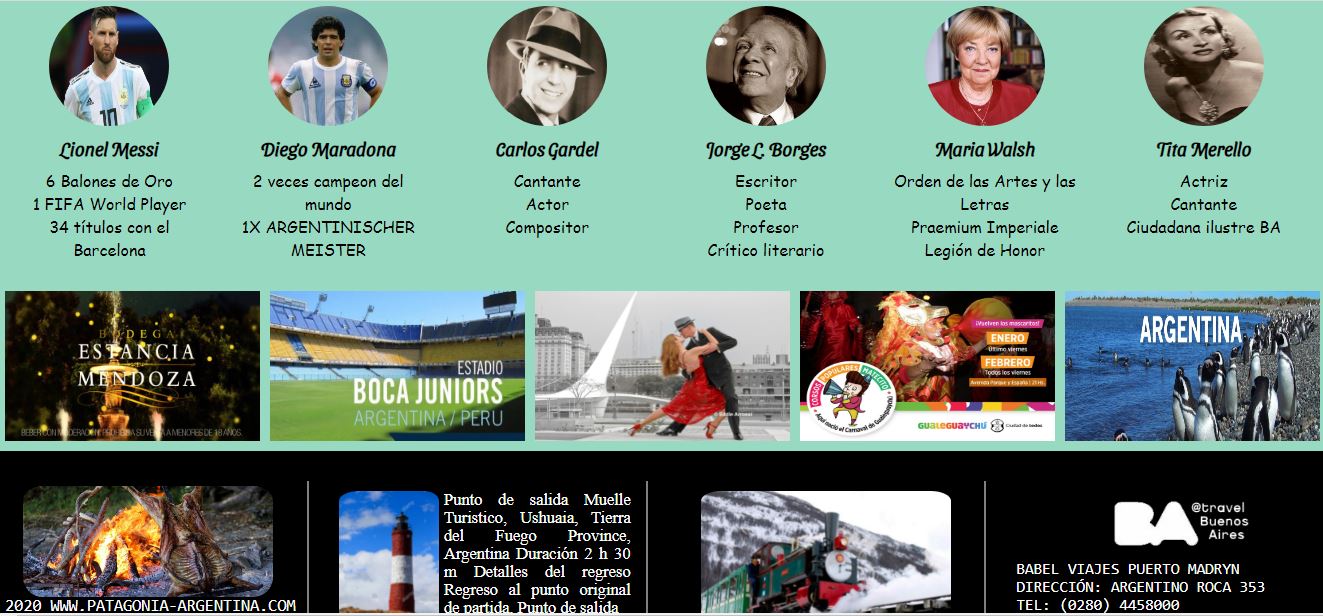 Lionel Messi
6 Balones de Oro
1 FIFA World Player
34 títulos con el
Barcelona
Diego Maradona
2 veces campeon del
mundo
1X ARGENTINISCHER
MEISTER
Carlos Gardel
Cantante
Actor
Compositor
Jorge L. Borges
Escritor
Poeta
Profesor
Crítico literario
Maria Walsh
Orden de las Artes y las
Letras
Praemium Imperiale
Legión de Honor
Tita Merello
Actriz
Cantante
Ciudadana ilustre BA
BODEGA
ESTANCIA
MENDOZA
BEBER CON MODERACIÓN. PROHIBIDA SU VENTA A MENORES DE 18 AÑOS.
ESTADIO
BOCA JUNIORS
ARGENTINA / PERU
¡Vuelven los mascaritos!
ENERO
Último viernes
FEBRERO
Todos los viernes
Avenida Parque y España | 21 Hs.
CORSOS POPULARES MATECITO
Aquí nació el Carnaval de Gualeguaychú
GUALEGUAYCHÚ
Ciudad de todos
ARGENTINA
10
2020 WWW.PATAGONIA-ARGENTINA.COM
Punto de salida Muelle
Turistico, Ushuaia, Tierra
del Fuego Province,
Argentina Duración 2 h 30
m Detalles del regreso
Regreso al punto original
de partida. Punto de salida
BA
@travel
Buenos
Aires
BABEL VIAJES PUERTO MADRYN
DIRECCIÓN: ARGENTINO ROCA 353
TEL: (0280) 4458000